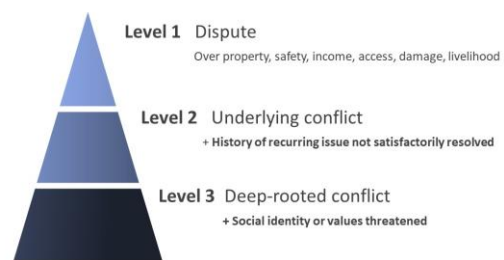 Level 1 Dispute
Over property, safety, income, access, damage, livelihood
Level 2 Underlying conflict
+ History of recurring issue not satisfactorily resolved
Level 3 Deep-rooted conflict
+ Social identity or values threatened